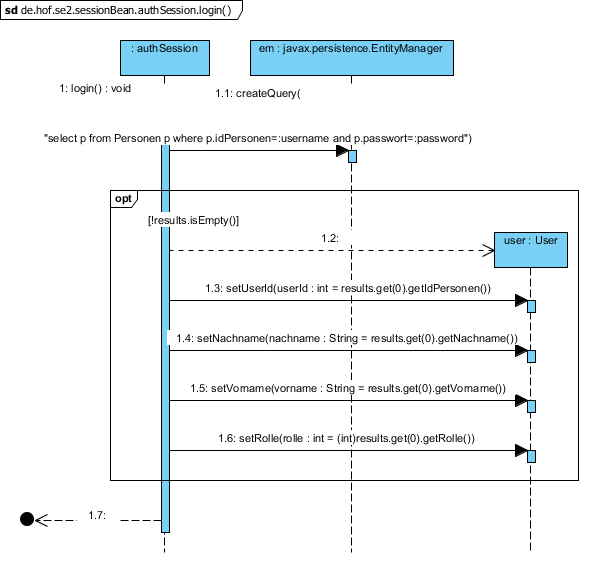 sd de.hof.se2.sessionBean.authSession.login()
: authSession
em : javax.persistence.EntityManager
1: login() : void
1.1: createQuery(
"select p from Personen p where p.idPersonen=:username and p.passwort=:password")
opt
[!results.isEmpty()]
1.2:
user : User
1.3: setUserId(userId : int = results.get(0).getIdPersonen())
1.4: setNachname(nachname : String = results.get(0).getNachname())
1.5: setVorname(vorname : String = results.get(0).getVorname())
1.6: setRolle(rolle : int = (int)results.get(0).getRolle())
1.7: